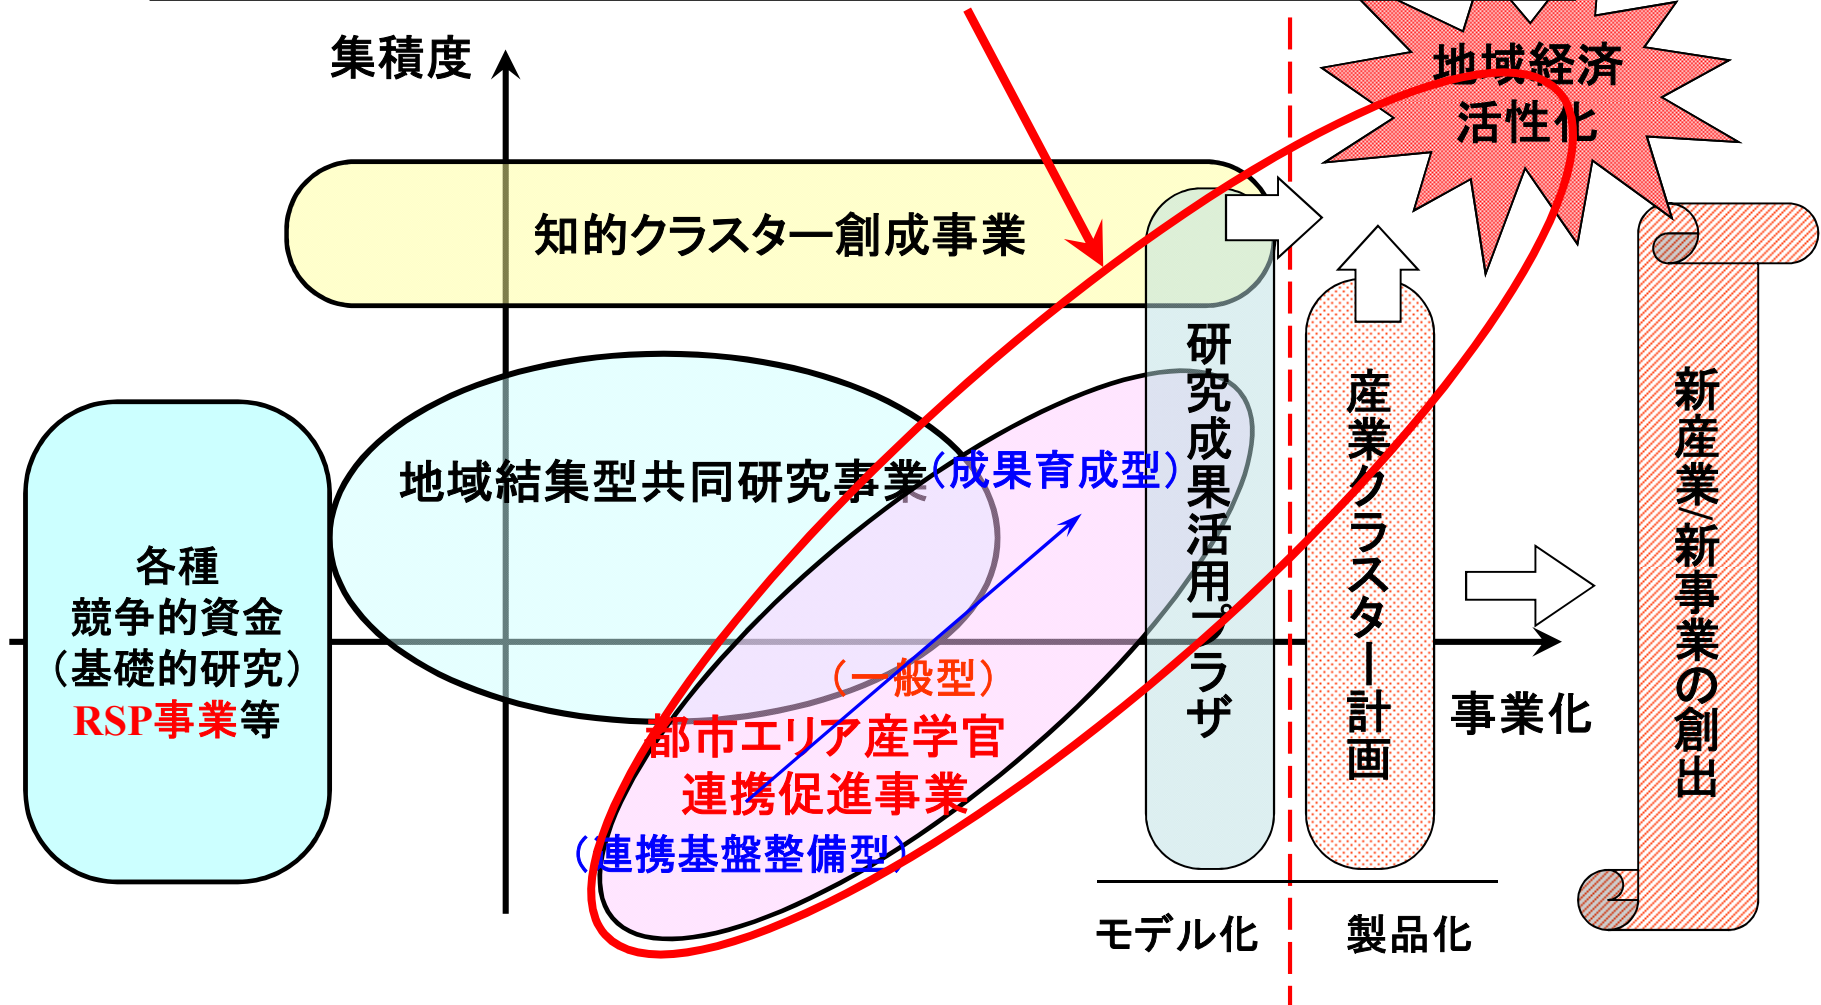 集積度
地域経済
活性化
知的クラスター創成事業
研究成果活用プラザ
産業クラスター計画
新産業/新事業の創出
地域結集型共同研究事業
（成果育成型）
各種
競争的資金
（基礎的研究）
RSP事業等
（一般型）
都市エリア産学官
連携促進事業
（連携基盤整備型）
事業化
モデル化
製品化